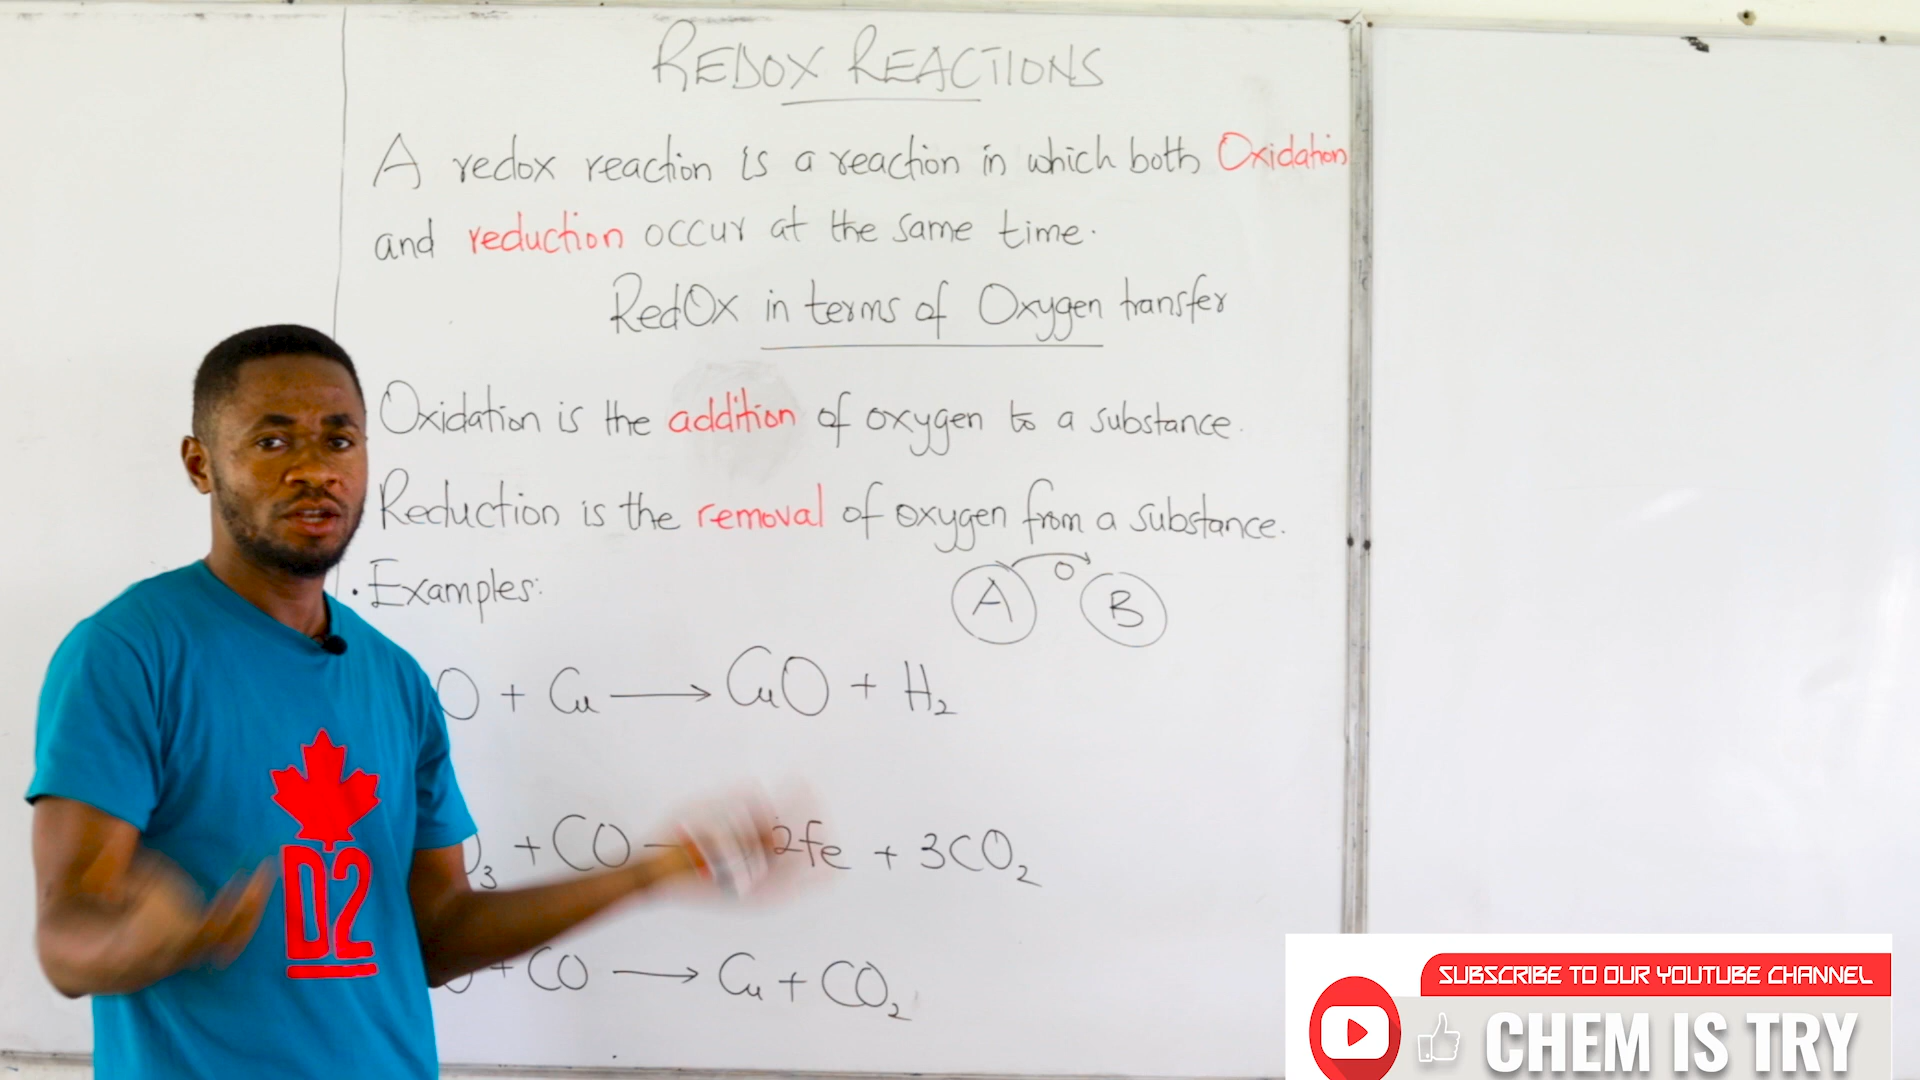 REDOX REACTIONS
A redox reaction is a reaction in which both Oxidation
and reduction occur at the same time.
RedOx in terms of Oxygen transfer
Oxidation is the addition of oxygen to a substance.
Reduction is the removal of oxygen from a substance.
· Examples:
A O B
O + Cu ⟶ CuO + H₂
O₃ + CO 2fe + 3CO₂
+ CO ⟶ Cu + CO₂
D2
SUBSCRIBE TO OUR YOUTUBE CHANNEL
CHEM IS TRY